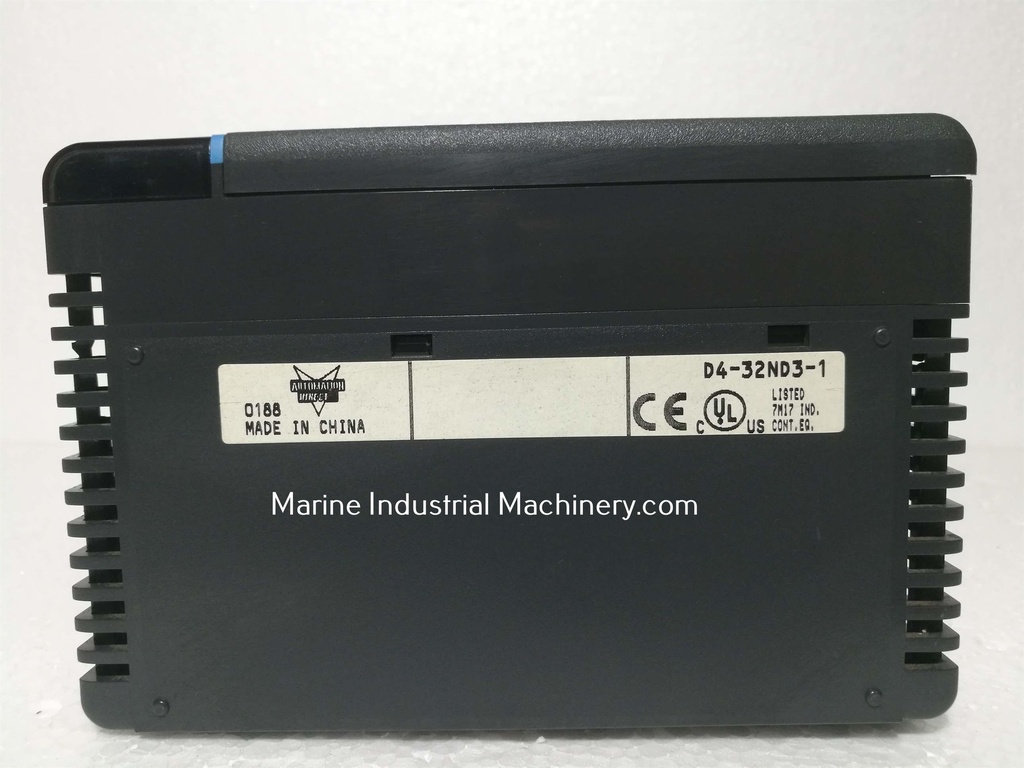 AUTOMATION
DIRECT
0188
MADE IN CHINA
D4-32ND3-1
CE
C UL US
LISTED
7M17 IND.
CONT.EQ.
Marine Industrial Machinery.com